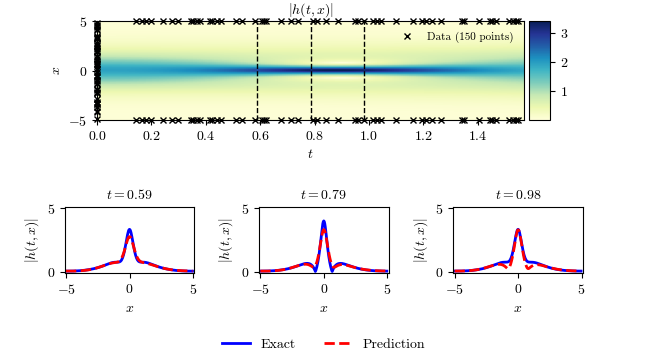 |h(t, x)|
5
0
−5
x
Data (150 points)
3
2
1
0.0 0.2 0.4 0.6 0.8 1.0 1.2 1.4
t
t = 0.59 t = 0.79 t = 0.98
5 5 5
|h(t, x)| |h(t, x)| |h(t, x)|
0 0 0
−5 0 5 −5 0 5 −5 0 5
x x x
Exact Prediction